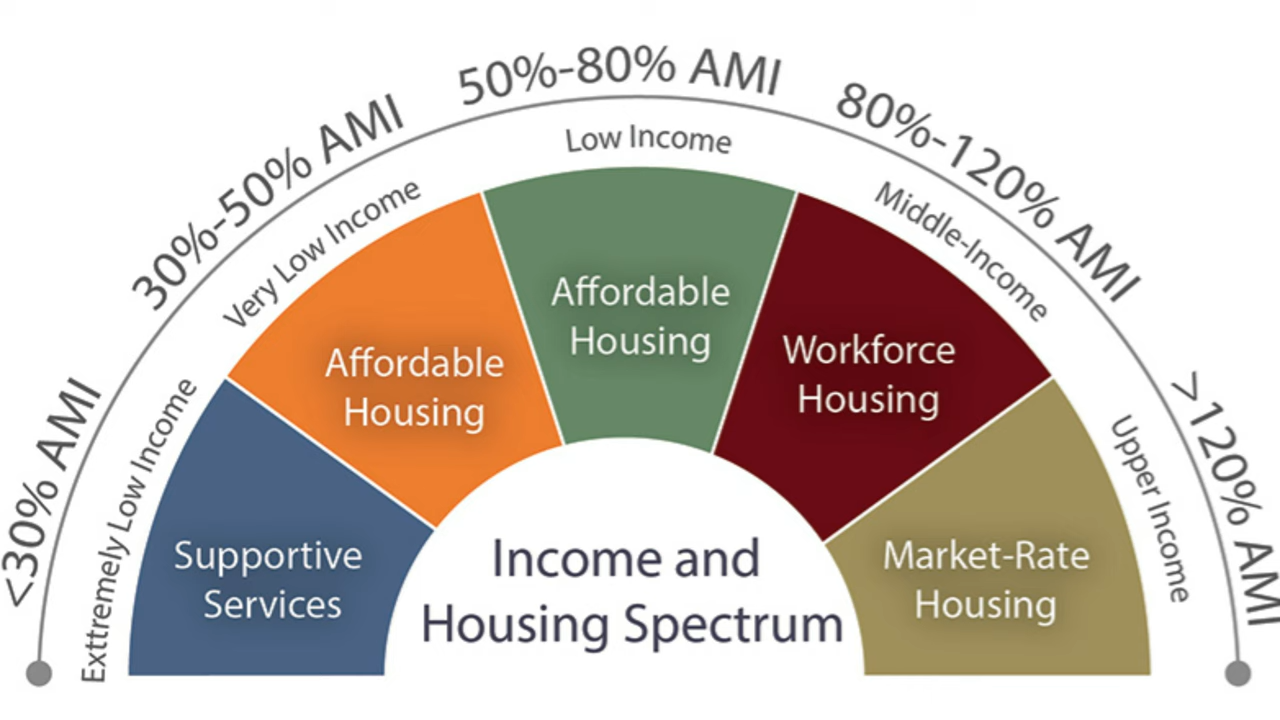 <30% AMI
30%-50% AMI
50%-80% AMI
80%-120% AMI
>120% AMI
Exttremely Low Income
Very Low Income
Low Income
Middle-Income
Upper Income
Supportive
Services
Affordable
Housing
Affordable
Housing
Workforce
Housing
Market-Rate
Housing
Income and
Housing Spectrum